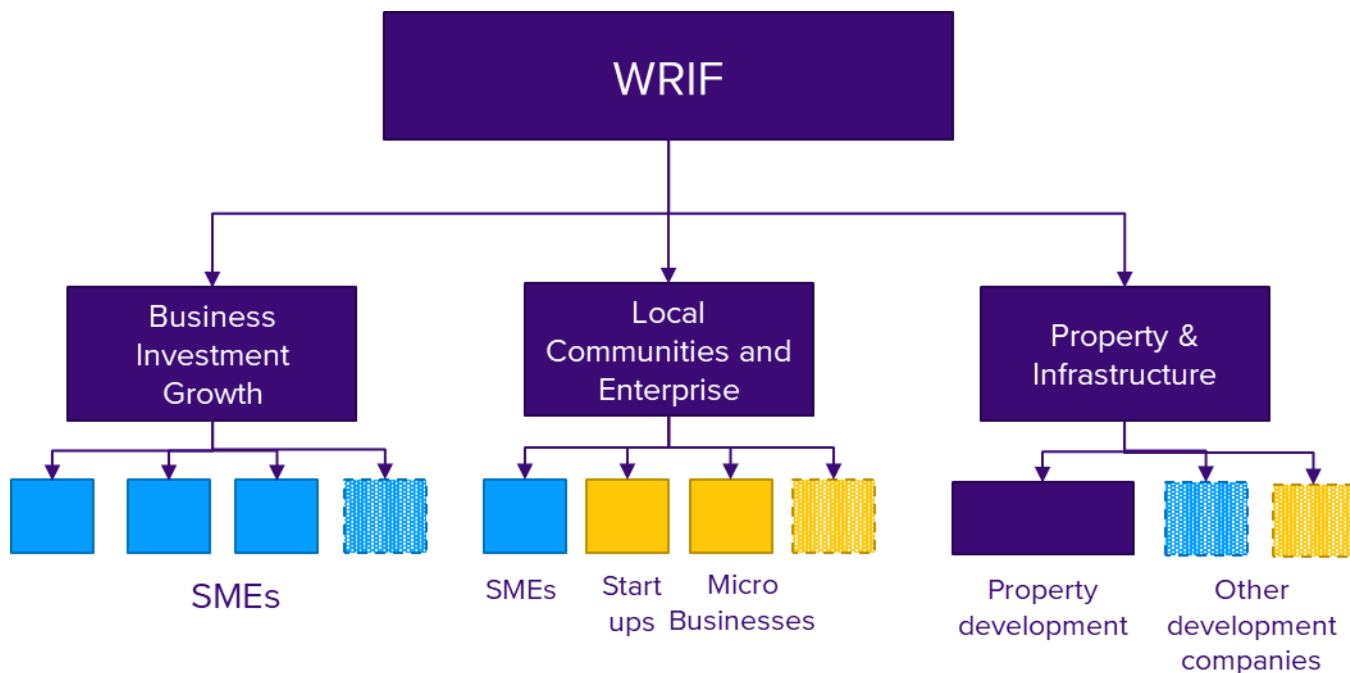 WRIF
Business
Investment
Growth
Local
Communities and
Enterprise
Property &
Infrastructure
SMEs
SMEs
Start
ups
Micro
Businesses
Property
development
Other
development
companies